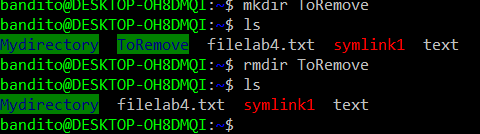 bandito@DESKTOP-OH8DMQI:~$ mkdir ToRemove
bandito@DESKTOP-OH8DMQI:~$ ls
Mydirectory ToRemove filelab4.txt symlink1 text
bandito@DESKTOP-OH8DMQI:~$ rmdir ToRemove
bandito@DESKTOP-OH8DMQI:~$ ls
Mydirectory filelab4.txt symlink1 text
bandito@DESKTOP-OH8DMQI:~$